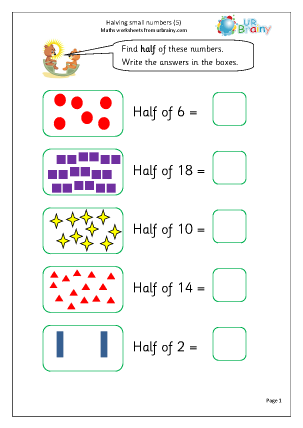 Halving small numbers (5)
Maths worksheets from urbrainy.com
UR
Brainy
Find half of these numbers.
Write the answers in the boxes.
Half of 6 =
Half of 18 =
Half of 10 =
Half of 14 =
Half of 2 =
Page 1